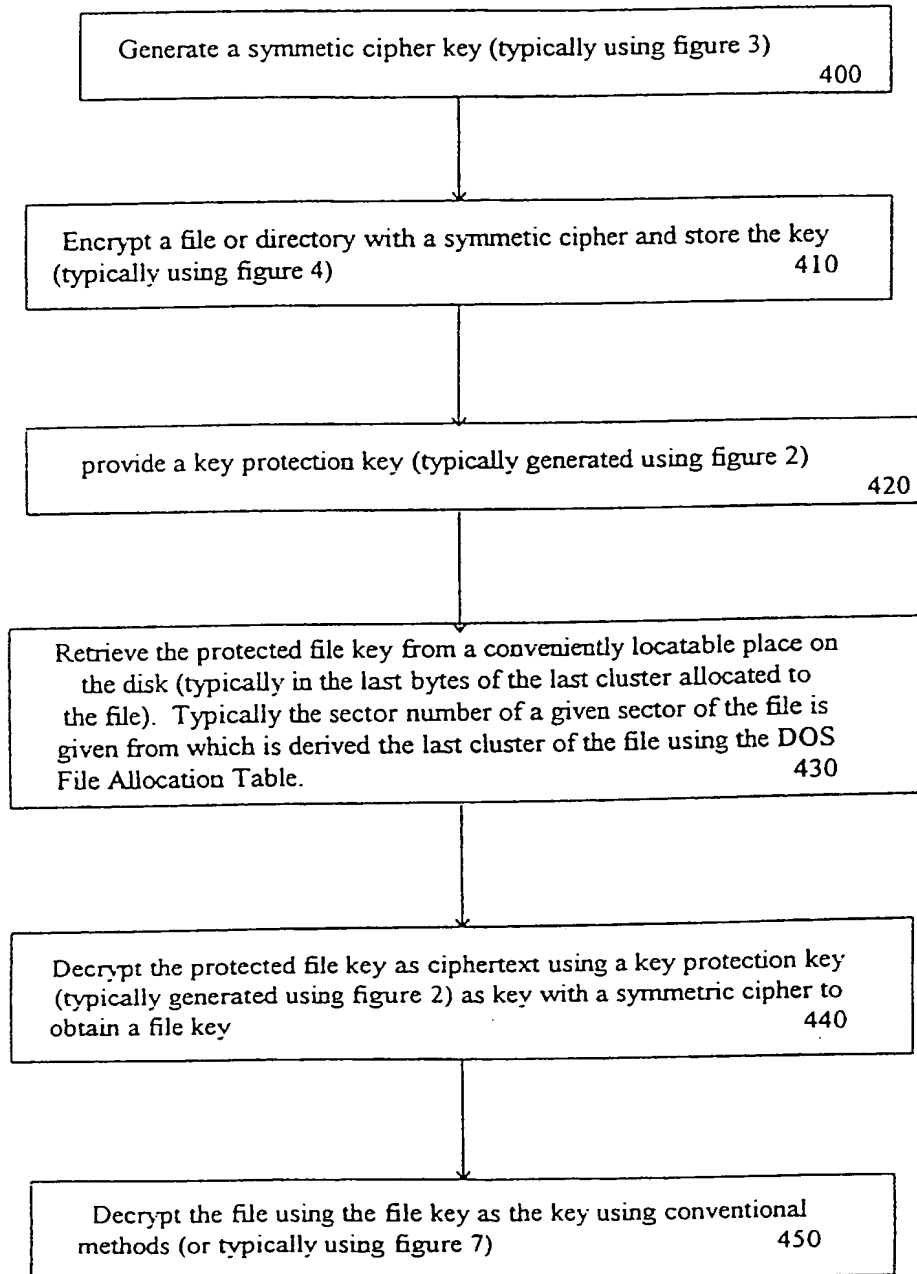 Generate a symmetic cipher key (typically using figure 3)
400
Encrypt a file or directory with a symmetic cipher and store the key
(typically using figure 4) 410
provide a key protection key (typically generated using figure 2)
420
Retrieve the protected file key from a conveniently locatable place on
the disk (typically in the last bytes of the last cluster allocated to
the file). Typically the sector number of a given sector of the file is
given from which is derived the last cluster of the file using the DOS
File Allocation Table. 430
Decrypt the protected file key as ciphertext using a key protection key
(typically generated using figure 2) as key with a symmetric cipher to
obtain a file key 440
Decrypt the file using the file key as the key using conventional
methods (or typically using figure 7) 450